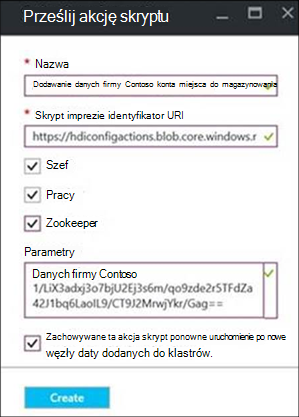 Prześlij akcję skryptu
* Nazwa
Dodawanie danych firmy Contoso konta miejsca do magazynowania
* Skrypt imprezie identyfikator URI
https://hdiconfigactions.blob.core.windows.r
Szef
Pracy
Zookeeper
Parametry
Danych firmy Contoso
1/LiX3adxj3o7bjU2Ej3s6m/qo9zde2r5TFdZa
42J1bq6LaolL9/CT9J2MrwjYkr/Gag==
Zachowywane ta akcja skrypt ponowne uruchomienie po nowe
węzły daty dodanych do klastrów.
Create